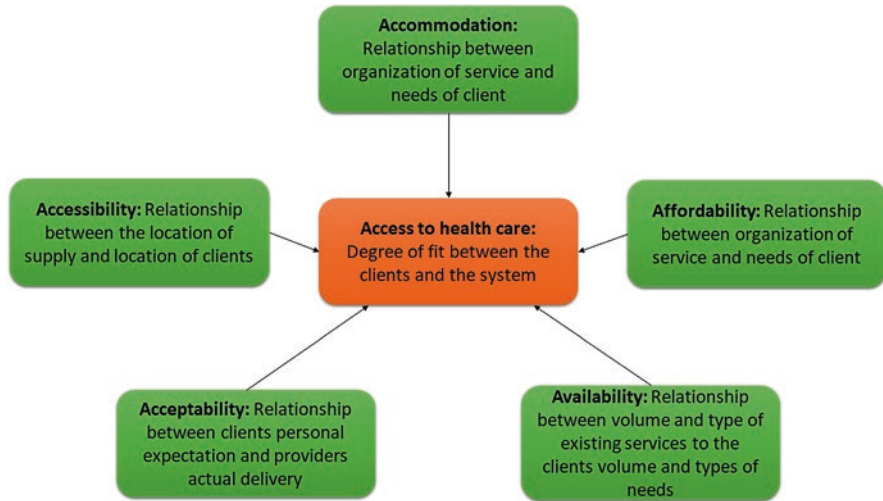 Accommodation:
Relationship between
organization of service and
needs of client
Accessibility: Relationship
between the location of
supply and location of clients
Access to health care:
Degree of fit between the
clients and the system
Affordability: Relationship
between organization of
service and needs of client
Acceptability: Relationship
between clients personal
expectation and providers
actual delivery
Availability: Relationship
between volume and type of
existing services to the
clients volume and types of
needs